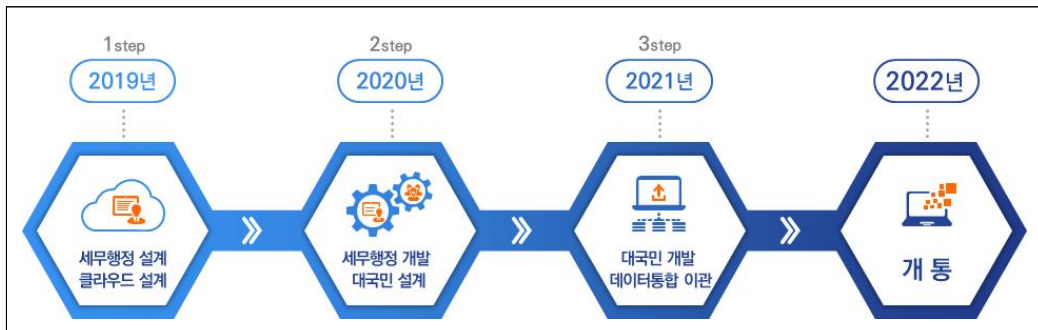 1step
2019년
세무행정 설계
클라우드 설계
2step
2020년
세무행정 개발
대국민 설계
3step
2021년
대국민 개발
데이터통합 이관
2022년
개통